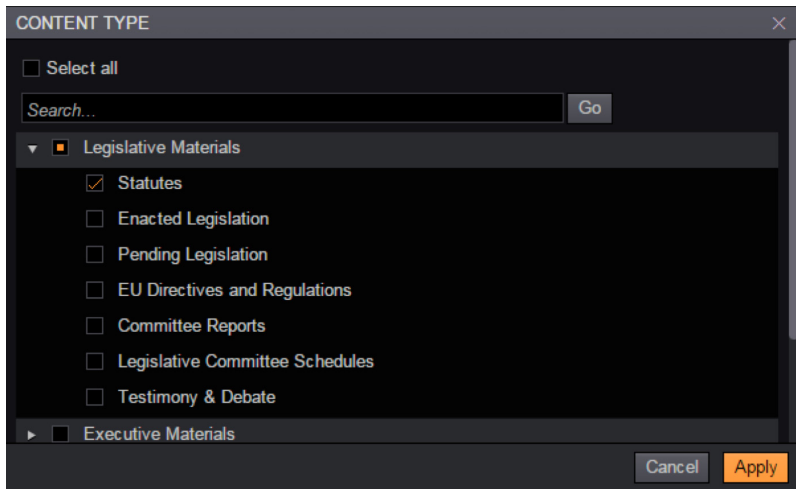 CONTENT TYPE
Select all
Search...
Go
Legislative Materials
Statutes
Enacted Legislation
Pending Legislation
EU Directives and Regulations
Committee Reports
Legislative Committee Schedules
Testimony & Debate
Executive Materials
Cancel
Apply